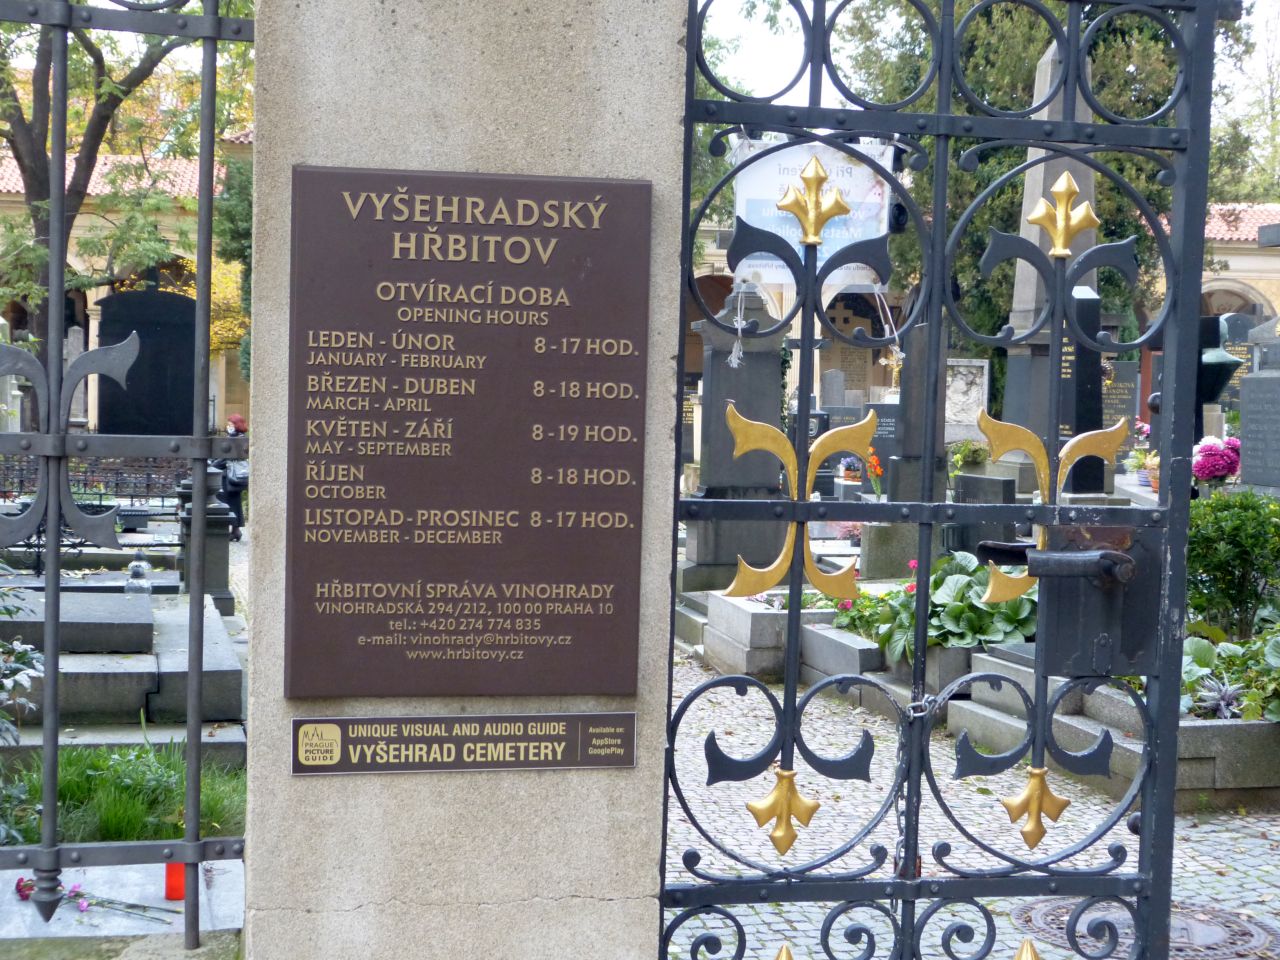 VYŠEHRADSKÝ
HŘBITOV
OTVÍRACÍ DOBA
OPENING HOURS
LEDEN - ÚNOR 8-17 HOD.
JANUARY - FEBRUARY
BŘEZEN - DUBEN 8-18 HOD.
MARCH - APRIL
KVĚTEN - ZÁŘÍ 8-19 HOD.
MAY - SEPTEMBER
ŘÍJEN 8-18 HOD.
OCTOBER
LISTOPAD - PROSINEC 8-17 HOD.
NOVEMBER - DECEMBER
HŘBITOVNÍ SPRÁVA VINOHRADY
VINOHRADSKÁ 294/212, 100 00 PRAHA 10
tel.: +420 274 774 835
e-mail: vinohrady@hrbitovy.cz
www.hrbitovy.cz
PRAGUE
PICTURE
GUIDE
UNIQUE VISUAL AND AUDIO GUIDE
VYŠEHRAD CEMETERY
Available on:
AppStore
GooglePlay
Při